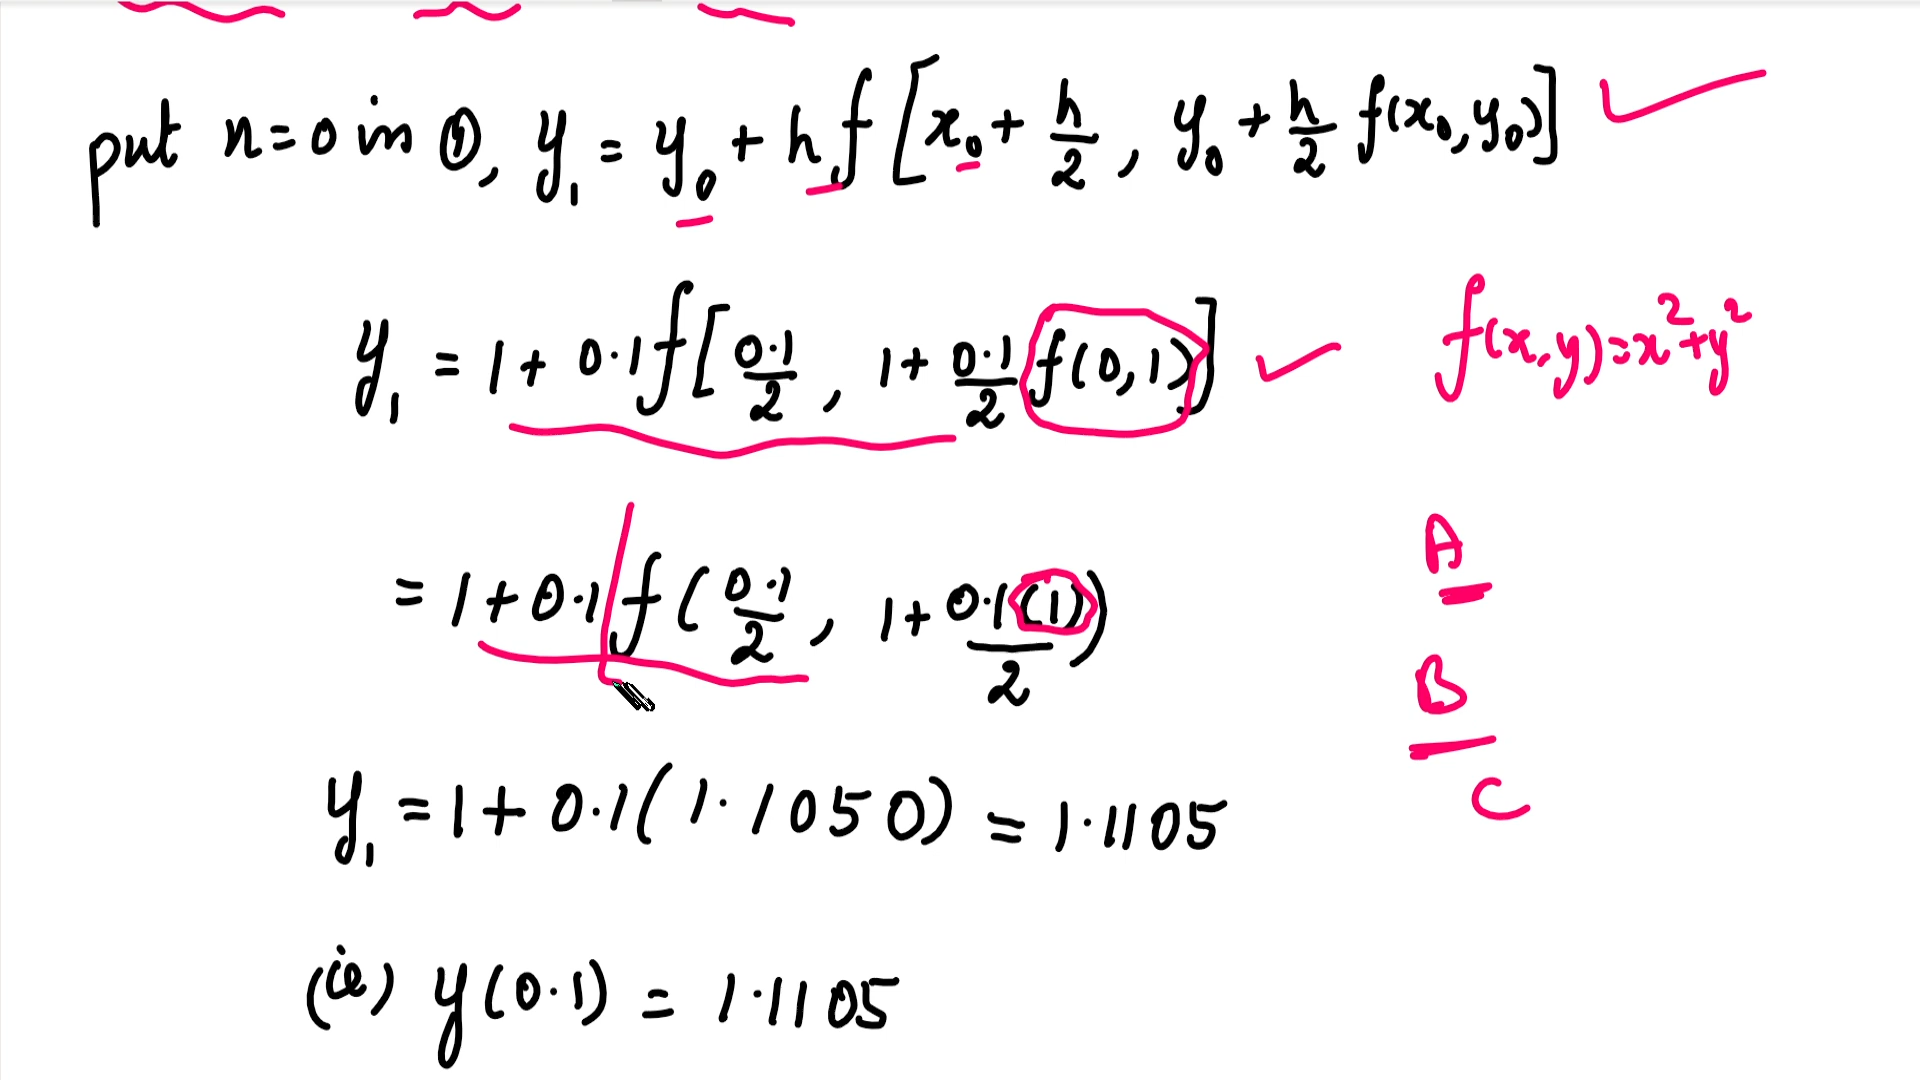 put n=0 in ①, y₁ = y₀ + h f [x₀ + h/2, y₀ + h/2 f(x₀, y₀)]
y₁ = 1 + 0.1 f [0.1/2, 1 + 0.1/2 f(0,1)]
f(x,y)=x²+y²
= 1 + 0.1 f (0.1/2, 1 + 0.1(1)/2)
A
B
y₁ = 1 + 0.1 (1.1050) = 1.1105
C
(ie) y(0.1) = 1.1105